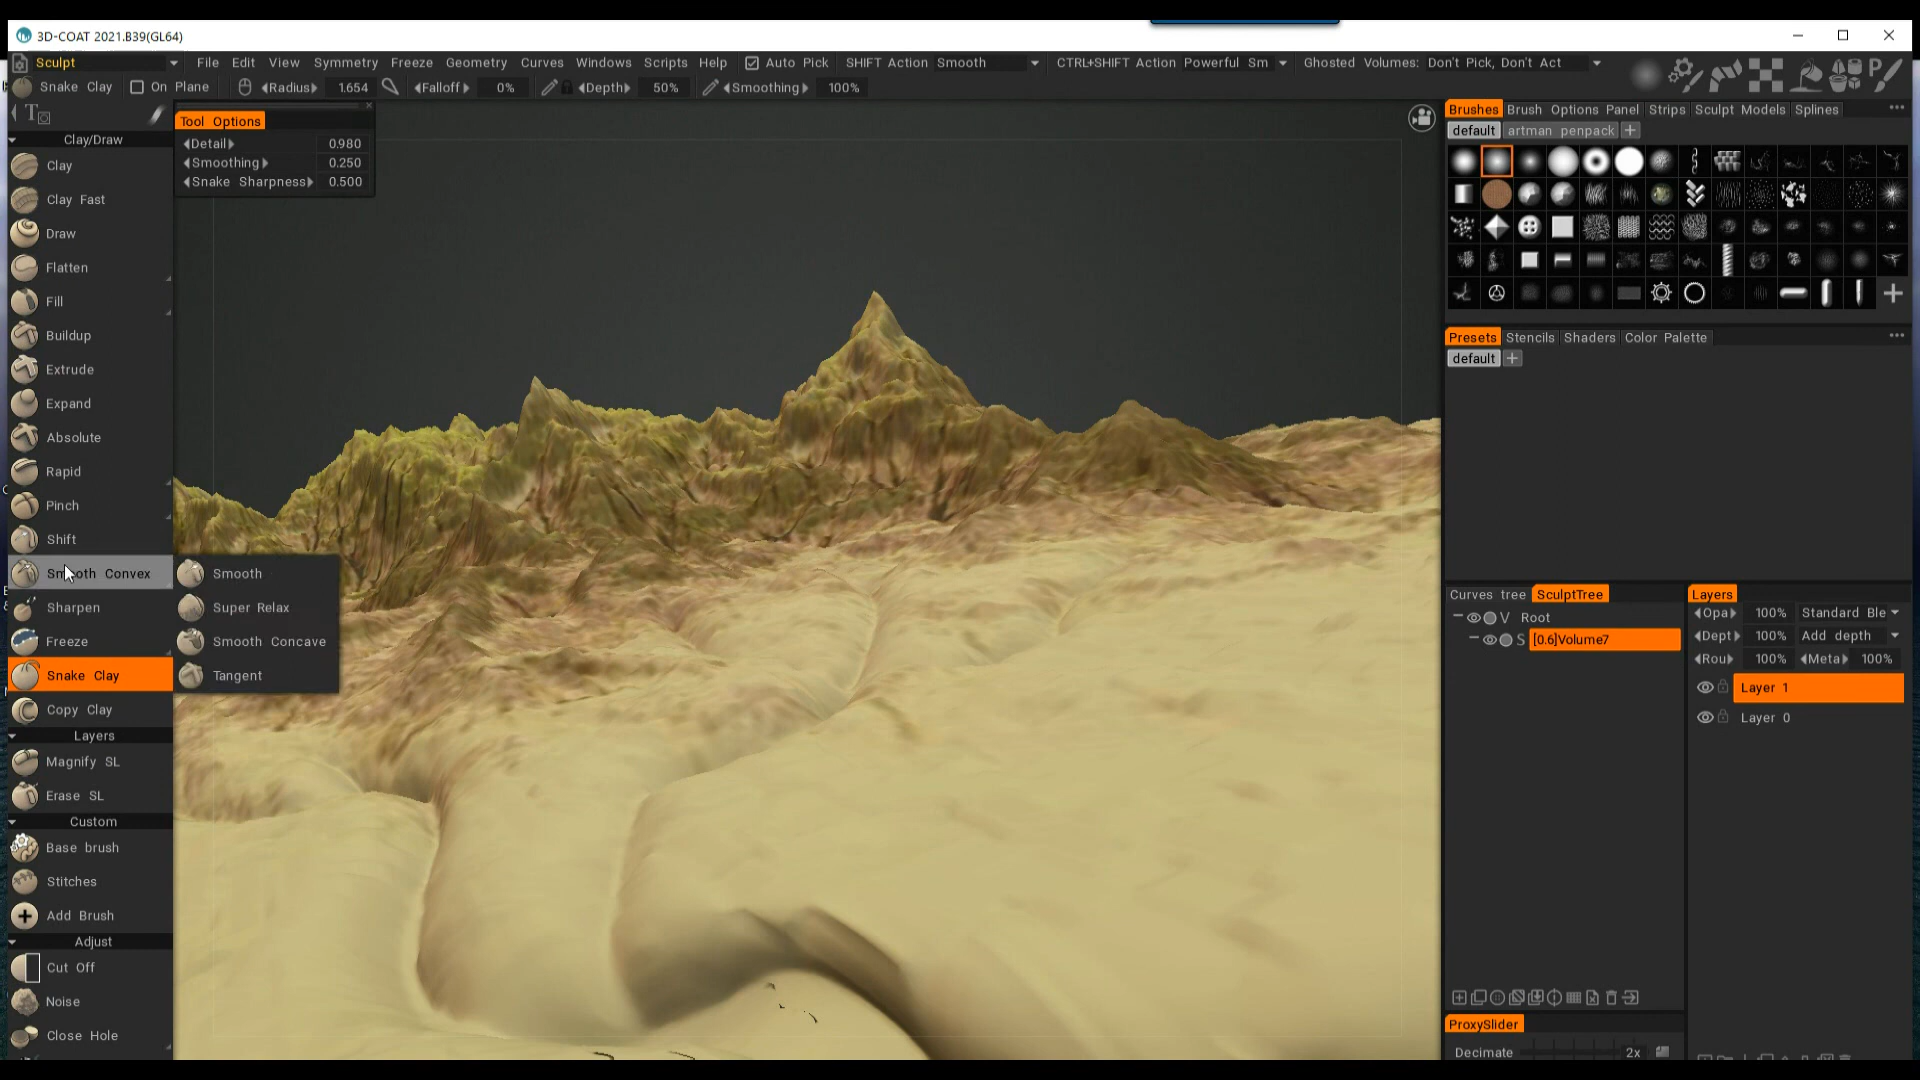 3D-COAT 2021.B39(GL64)
Sculpt File Edit View Symmetry Freeze Geometry Curves Windows Scripts Help Auto Pick SHIFT Action Smooth CTRL+SHIFT Action Powerful Sm Ghosted Volumes: Don't Pick, Don't Act
Snake Clay On Plane Radius 1.654 Falloff 0% Depth 50% Smoothing 100%
Tool Options
Detail 0.980
Smoothing 0.250
Snake Sharpness 0.500
Clay/Draw
Clay
Clay Fast
Draw
Flatten
Fill
Buildup
Extrude
Expand
Absolute
Rapid
Pinch
Shift
Smooth Convex
Sharpen
Freeze
Snake Clay
Copy Clay
Layers
Magnify SL
Erase SL
Custom
Base brush
Stitches
Add Brush
Adjust
Cut Off
Noise
Close Hole
Smooth
Super Relax
Smooth Concave
Tangent
Brushes Brush Options Panel Strips Sculpt Models Splines
default artman penpack +
Presets Stencils Shaders Color Palette
default +
Curves tree SculptTree
V Root
S [0.6]Volume7
Layers
Opa 100% Standard Ble
Dept 100% Add depth
Rou 100% Meta 100%
Layer 1
Layer 0
ProxySlider
Decimate 2x